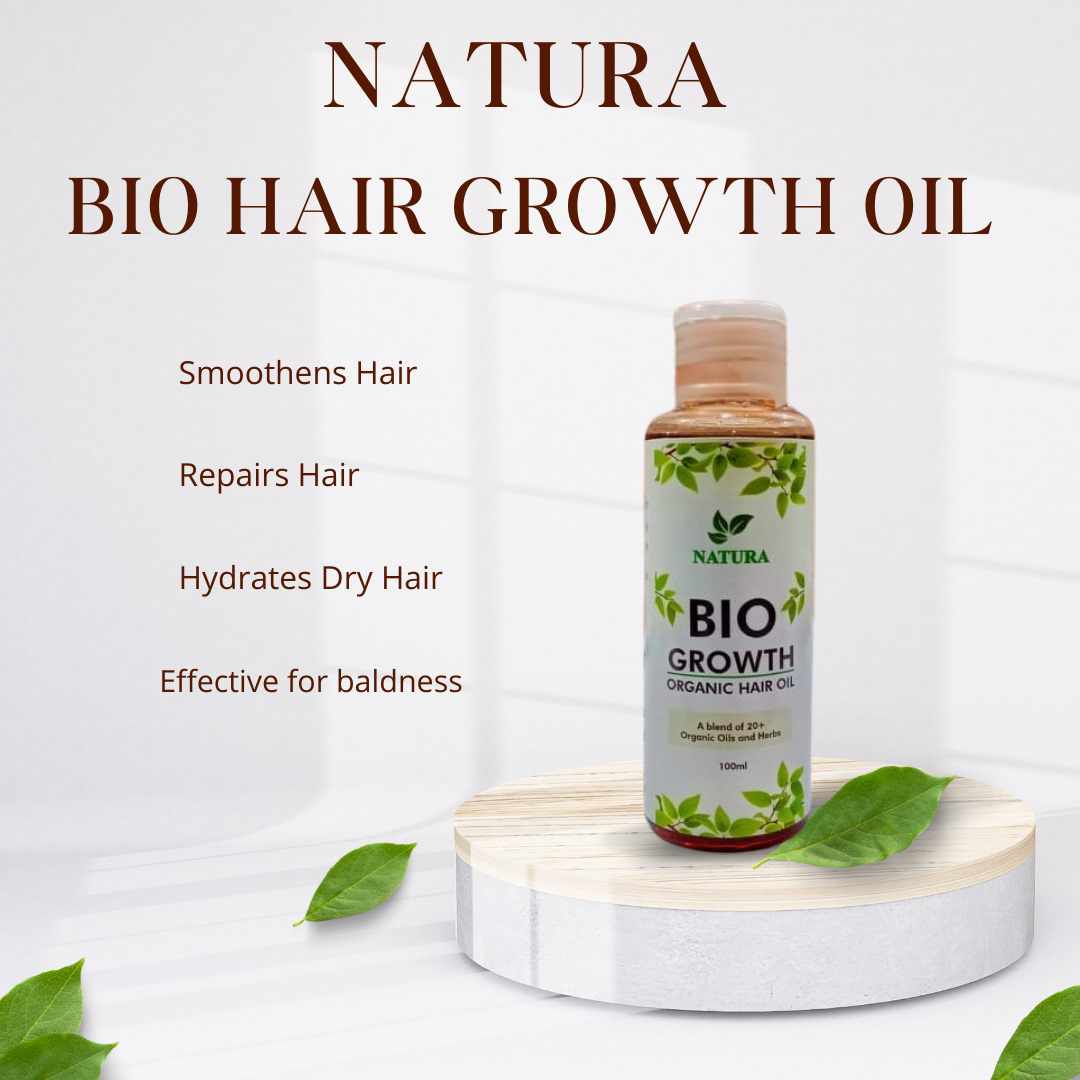 NATURA
BIO HAIR GROWTH OIL
Smoothens Hair
Repairs Hair
Hydrates Dry Hair
Effective for baldness
NATURA
BIO
GROWTH
ORGANIC HAIR OIL
A blend of 20+
Organic Oils and Herbs
100ml